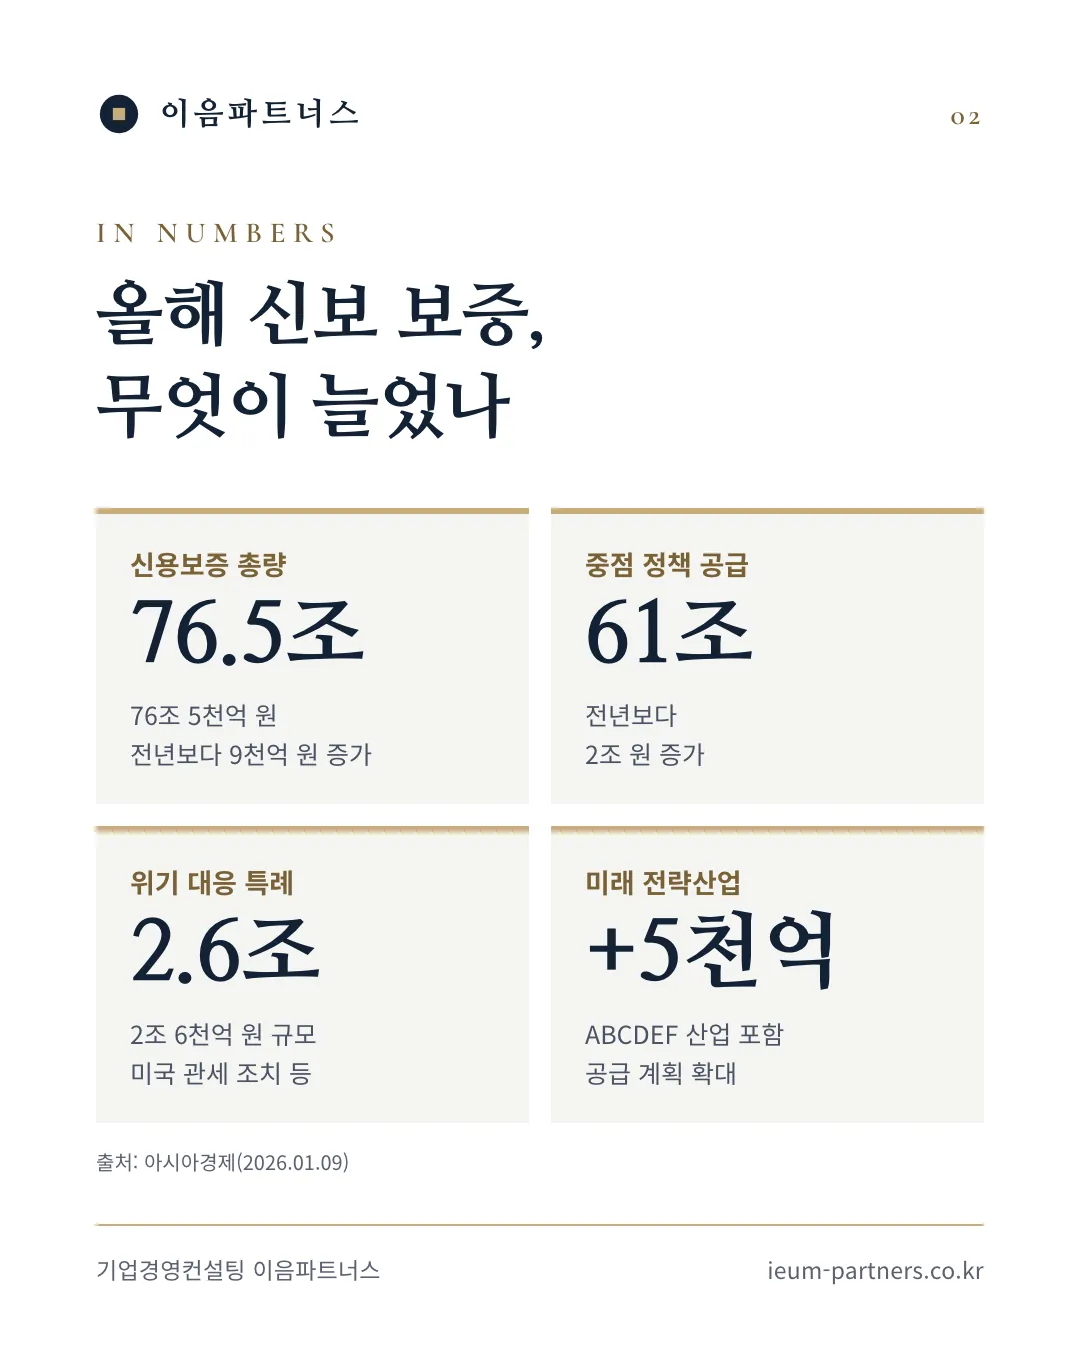 이음파트너스
02
IN NUMBERS
올해 신보 보증,
무엇이 늘었나
신용보증 총량
76.5조
76조 5천억 원
전년보다 9천억 원 증가
중점 정책 공급
61조
전년보다
2조 원 증가
위기 대응 특례
2.6조
2조 6천억 원 규모
미국 관세 조치 등
미래 전략산업
+5천억
ABCDEF 산업 포함
공급 계획 확대
출처: 아시아경제(2026.01.09)
기업경영컨설팅 이음파트너스
ieum-partners.co.kr